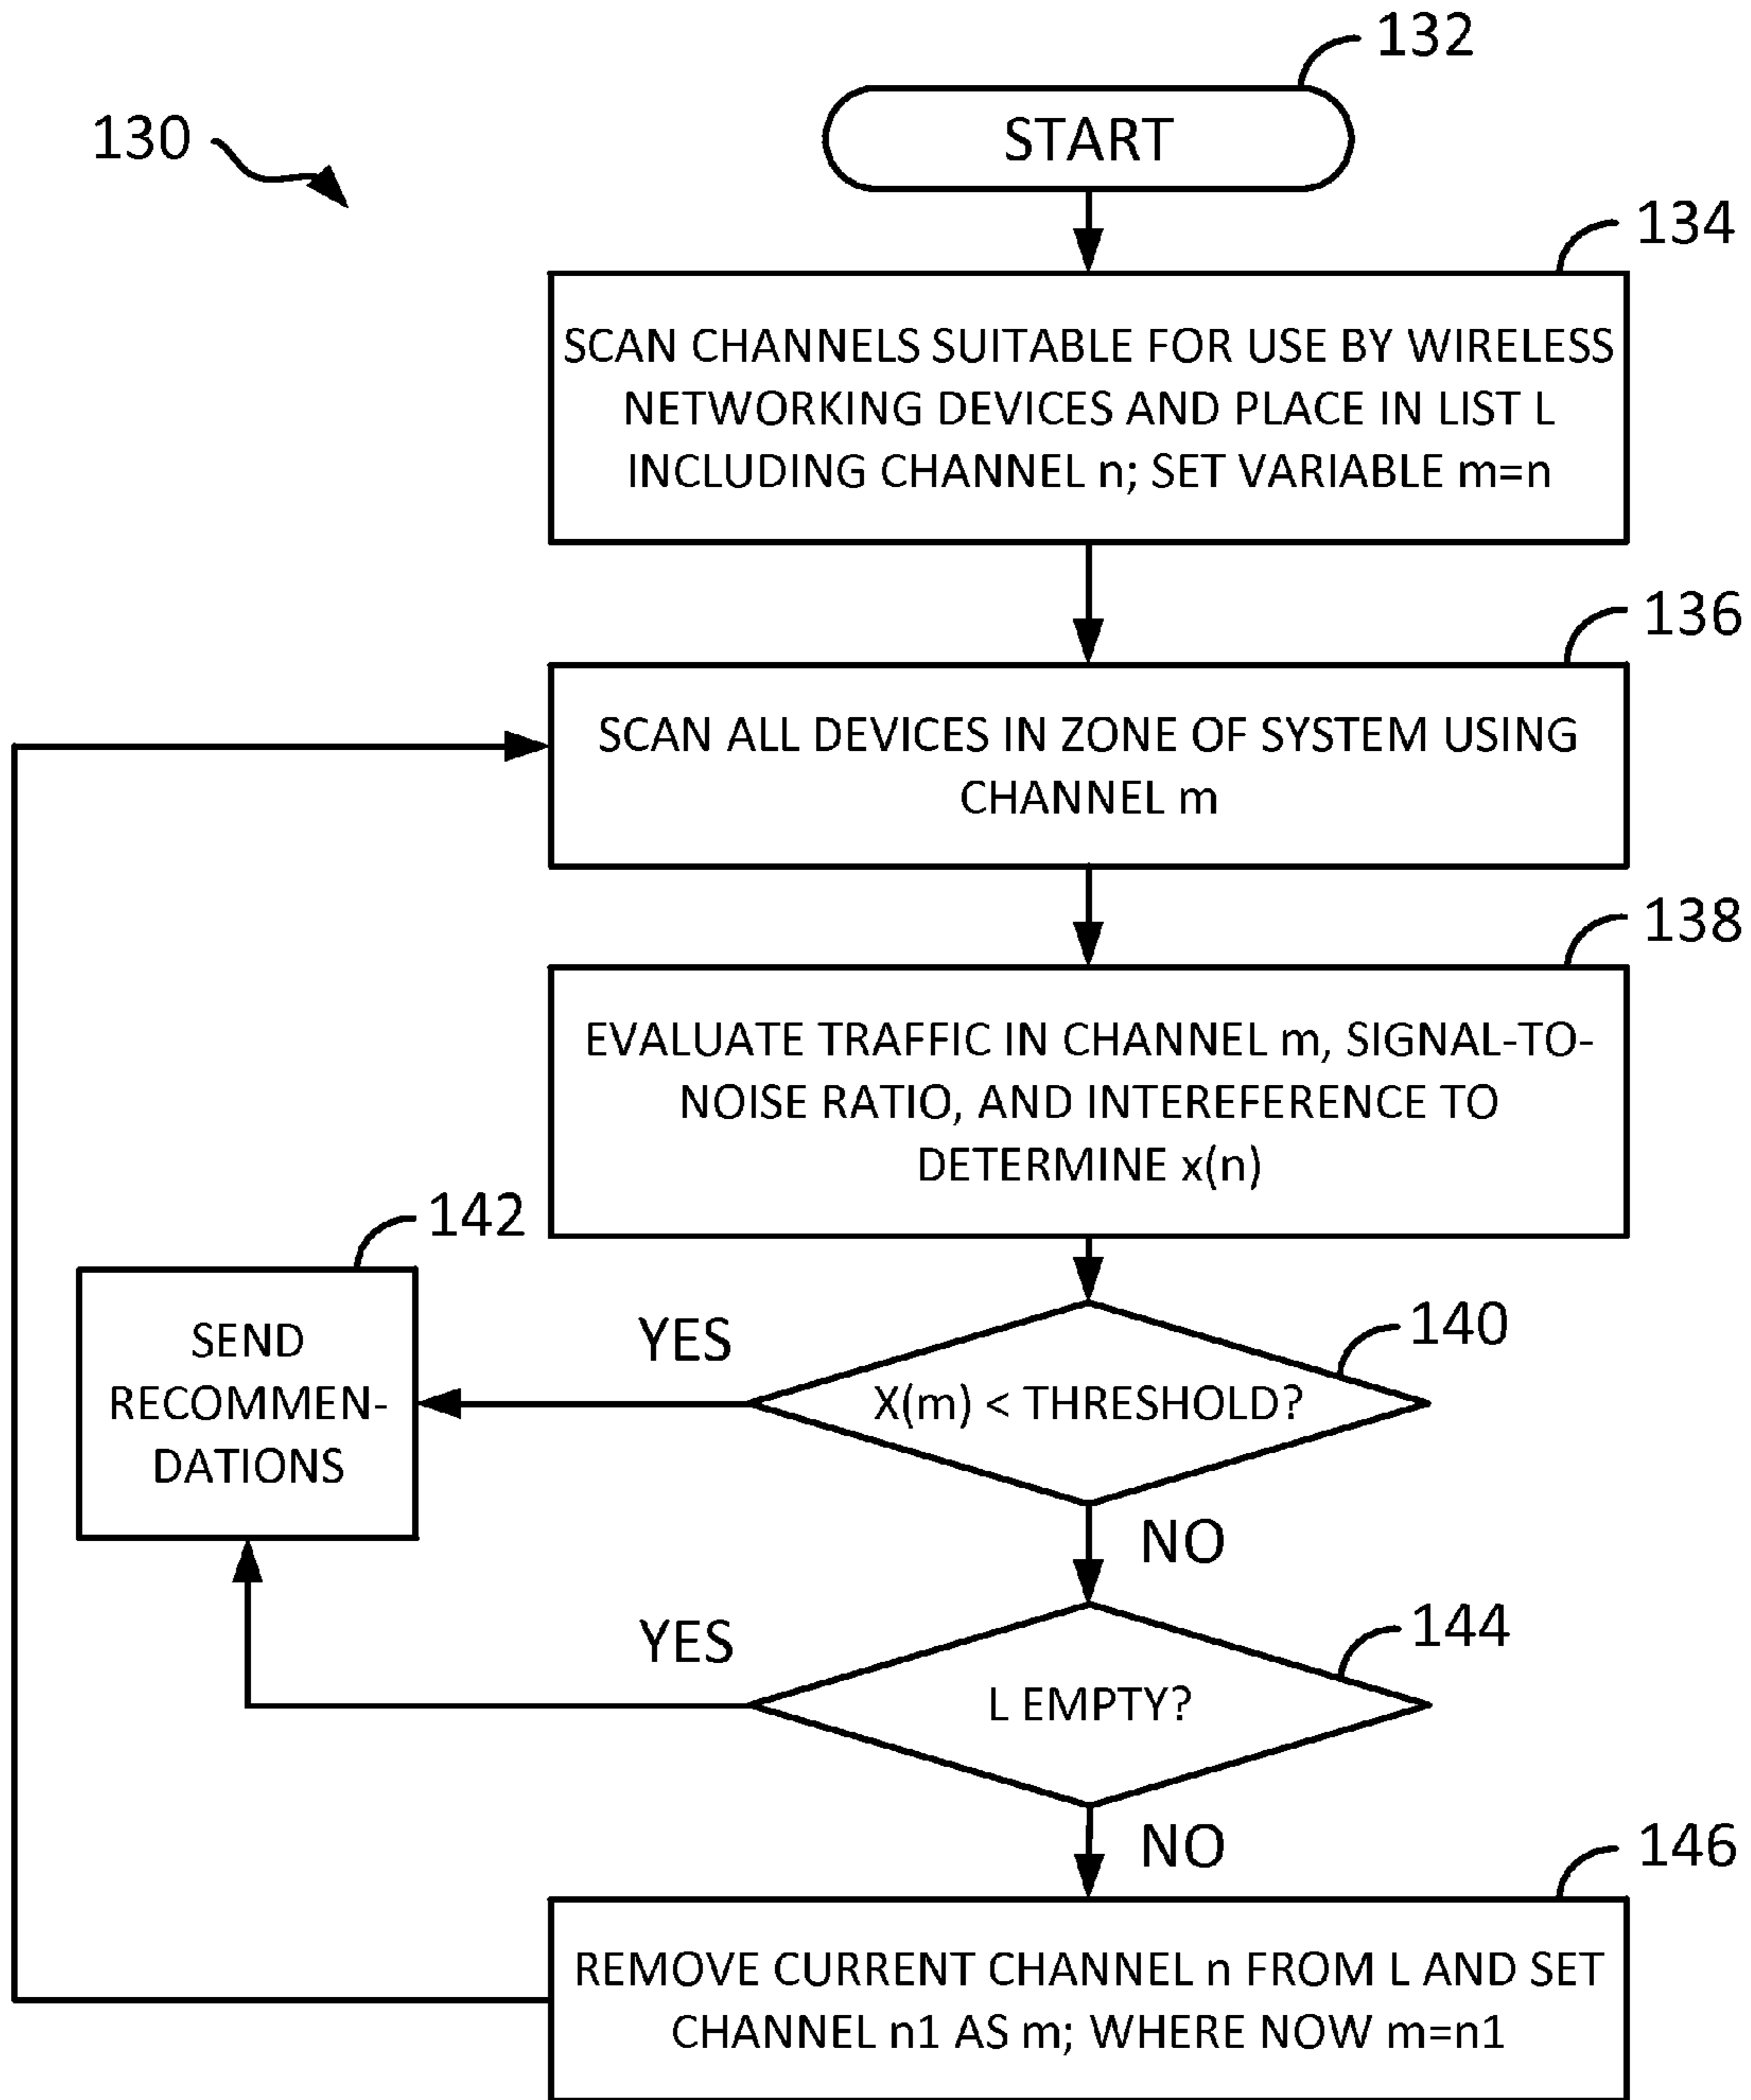 132
START
130
134
SCAN CHANNELS SUITABLE FOR USE BY WIRELESS
NETWORKING DEVICES AND PLACE IN LIST L
INCLUDING CHANNEL n; SET VARIABLE m=n
136
SCAN ALL DEVICES IN ZONE OF SYSTEM USING
CHANNEL m
138
EVALUATE TRAFFIC IN CHANNEL m, SIGNAL-TO-
NOISE RATIO, AND INTEREFERENCE TO
DETERMINE x(n)
142
SEND
RECOMMEN-
DATIONS
YES
140
X(m) < THRESHOLD?
NO
YES
144
L EMPTY?
NO
146
REMOVE CURRENT CHANNEL n FROM L AND SET
CHANNEL n1 AS m; WHERE NOW m=n1